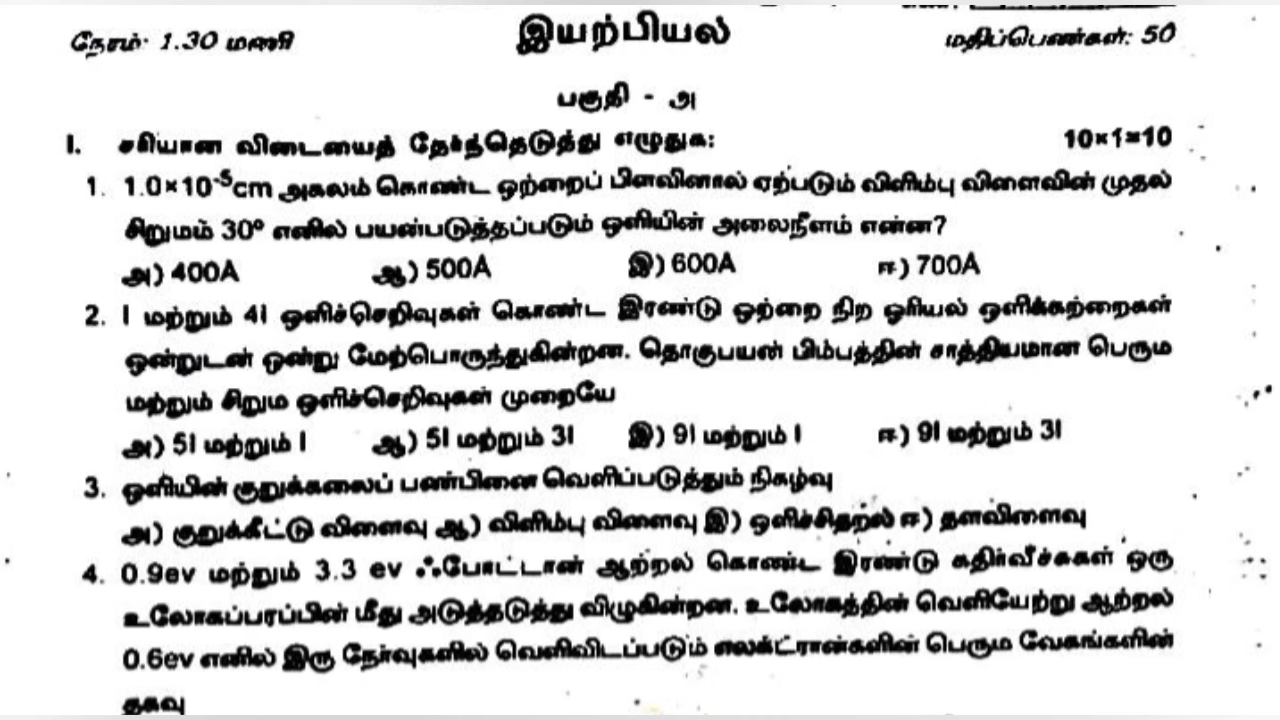 நேரம்: 1.30 மணி
இயற்பியல்
மதிப்பெண்கள்: 50
பகுதி - அ
I. சரியான விடையைத் தேர்ந்தெடுத்து எழுதுக: 10×1=10
1. 1.0×10⁻⁵cm அகலம் கொண்ட ஒற்றைப் பிளவினால் ஏற்படும் விளிம்பு விளைவின் முதல்
சிறுமம் 30° எனில் பயன்படுத்தப்படும் ஒளியின் அலைநீளம் என்ன?
அ) 400A ஆ) 500A இ) 600A ஈ) 700A
2. I மற்றும் 4I ஒளிச்செறிவுகள் கொண்ட இரண்டு ஒற்றை நிற ஓரியல் ஒளிக்கற்றைகள்
ஒன்றுடன் ஒன்று மேற்பொருந்துகின்றன. தொகுபயன் பிம்பத்தின் சாத்தியமான பெரும
மற்றும் சிறும ஒளிச்செறிவுகள் முறையே
அ) 5I மற்றும் I ஆ) 5I மற்றும் 3I இ) 9I மற்றும் I ஈ) 9I மற்றும் 3I
3. ஒளியின் குறுக்கலைப் பண்பினை வெளிப்படுத்தும் நிகழ்வு
அ) குறுக்கீட்டு விளைவு ஆ) விளிம்பு விளைவு இ) ஒளிச்சிதறல் ஈ) தளவிளைவு
4. 0.9ev மற்றும் 3.3 ev ஃபோட்டான் ஆற்றல் கொண்ட இரண்டு கதிர்வீச்சுகள் ஒரு
உலோகப்பரப்பின் மீது அடுத்தடுத்து விழுகின்றன. உலோகத்தின் வெளியேற்று ஆற்றல்
0.6ev எனில் இரு நேர்வுகளில் வெளிவிடப்படும் எலக்ட்ரான்களின் பெரும வேகங்களின்
தகவு